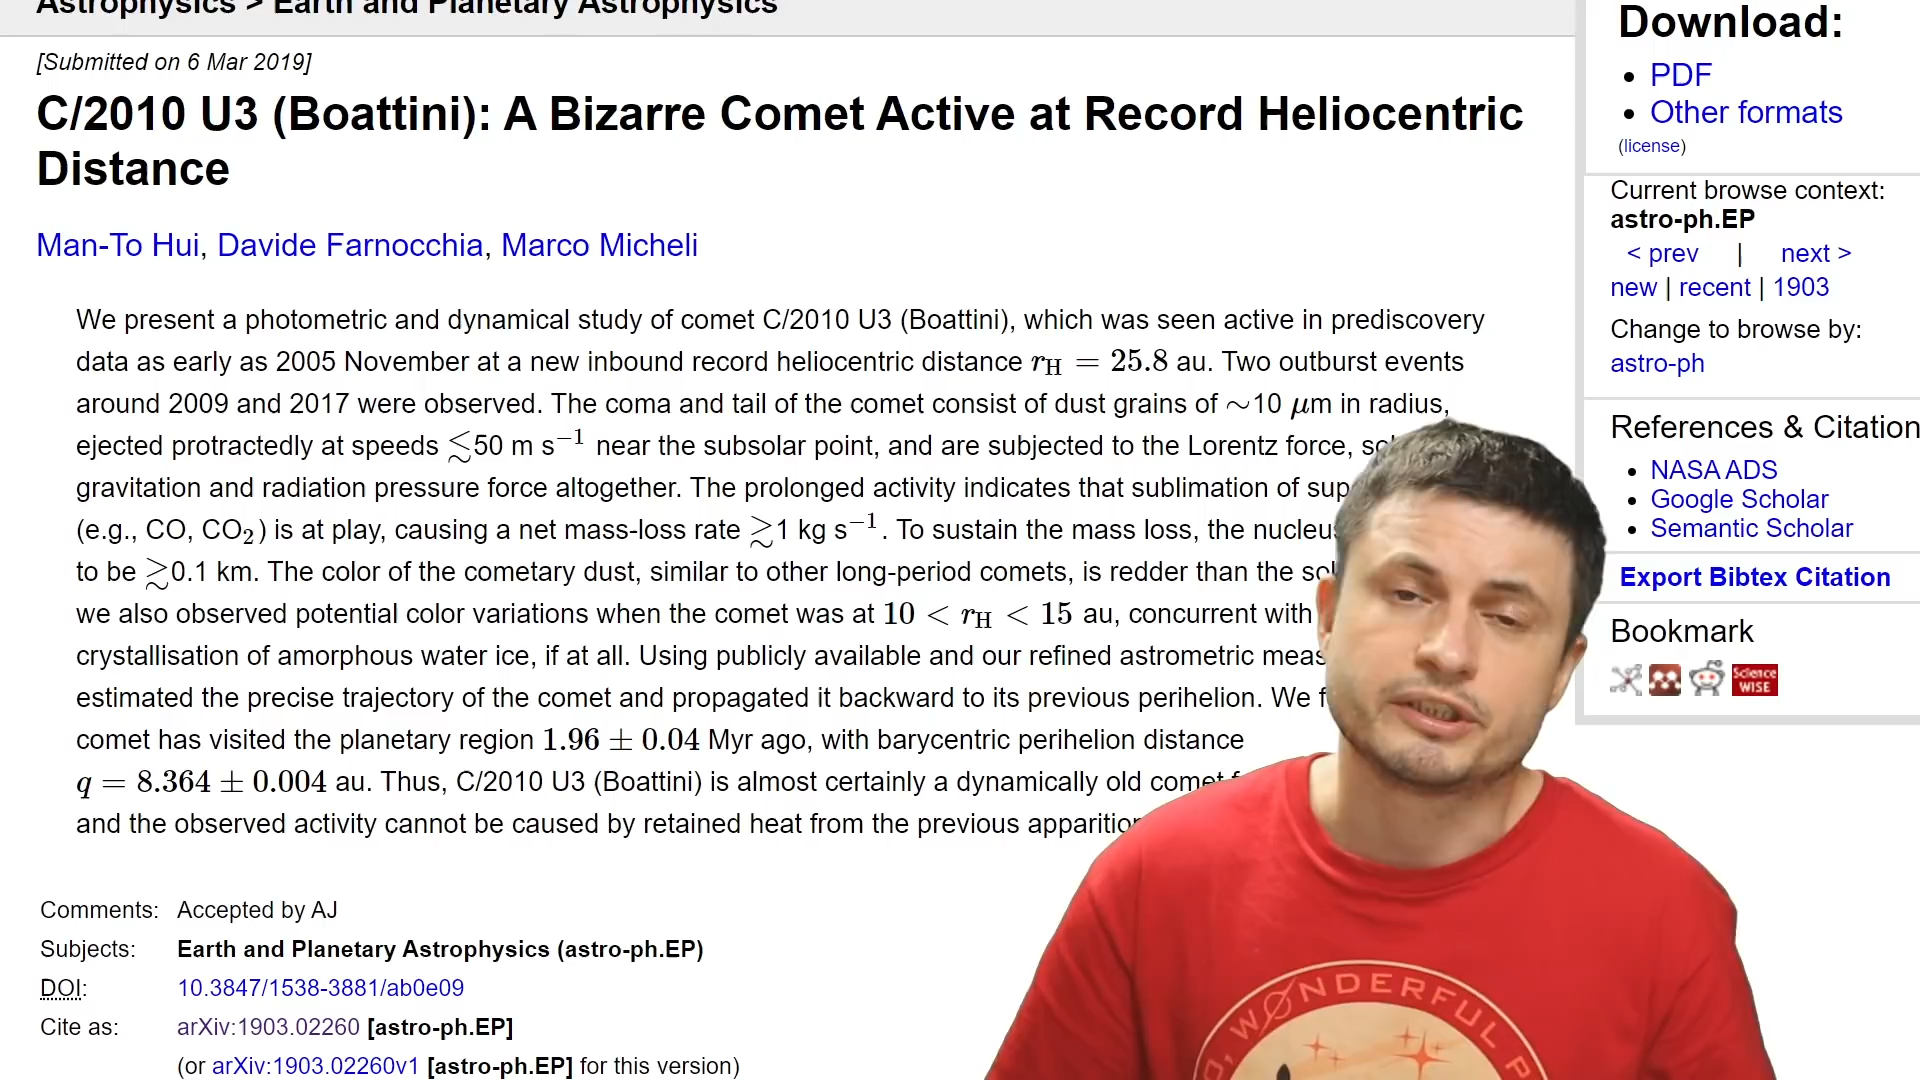 Astrophysics > Earth and Planetary Astrophysics
[Submitted on 6 Mar 2019]
C/2010 U3 (Boattini): A Bizarre Comet Active at Record Heliocentric
Distance
Man-To Hui, Davide Farnocchia, Marco Micheli
We present a photometric and dynamical study of comet C/2010 U3 (Boattini), which was seen active in prediscovery
data as early as 2005 November at a new inbound record heliocentric distance r_H = 25.8 au. Two outburst events
around 2009 and 2017 were observed. The coma and tail of the comet consist of dust grains of ∼10 μm in radius,
ejected protractedly at speeds ≲50 m s⁻¹ near the subsolar point, and are subjected to the Lorentz force,
gravitation and radiation pressure force altogether. The prolonged activity indicates that sublimation of
(e.g., CO, CO₂) is at play, causing a net mass-loss rate ≳1 kg s⁻¹. To sustain the mass loss, the nucleus
to be ≳0.1 km. The color of the cometary dust, similar to other long-period comets, is redder than the
we also observed potential color variations when the comet was at 10 < r_H < 15 au, concurrent with
crystallisation of amorphous water ice, if at all. Using publicly available and our refined astrometric
estimated the precise trajectory of the comet and propagated it backward to its previous perihelion. We
comet has visited the planetary region 1.96 ± 0.04 Myr ago, with barycentric perihelion distance
q = 8.364 ± 0.004 au. Thus, C/2010 U3 (Boattini) is almost certainly a dynamically old comet
and the observed activity cannot be caused by retained heat from the previous apparition
Comments: Accepted by AJ
Subjects: Earth and Planetary Astrophysics (astro-ph.EP)
DOI: 10.3847/1538-3881/ab0e09
Cite as: arXiv:1903.02260 [astro-ph.EP]
(or arXiv:1903.02260v1 [astro-ph.EP] for this version)
Download:
PDF
Other formats
(license)
Current browse context:
astro-ph.EP
< prev | next >
new | recent | 1903
Change to browse by:
astro-ph
References & Citation
NASA ADS
Google Scholar
Semantic Scholar
Export Bibtex Citation
Bookmark
Science
WISE
WONDERFUL